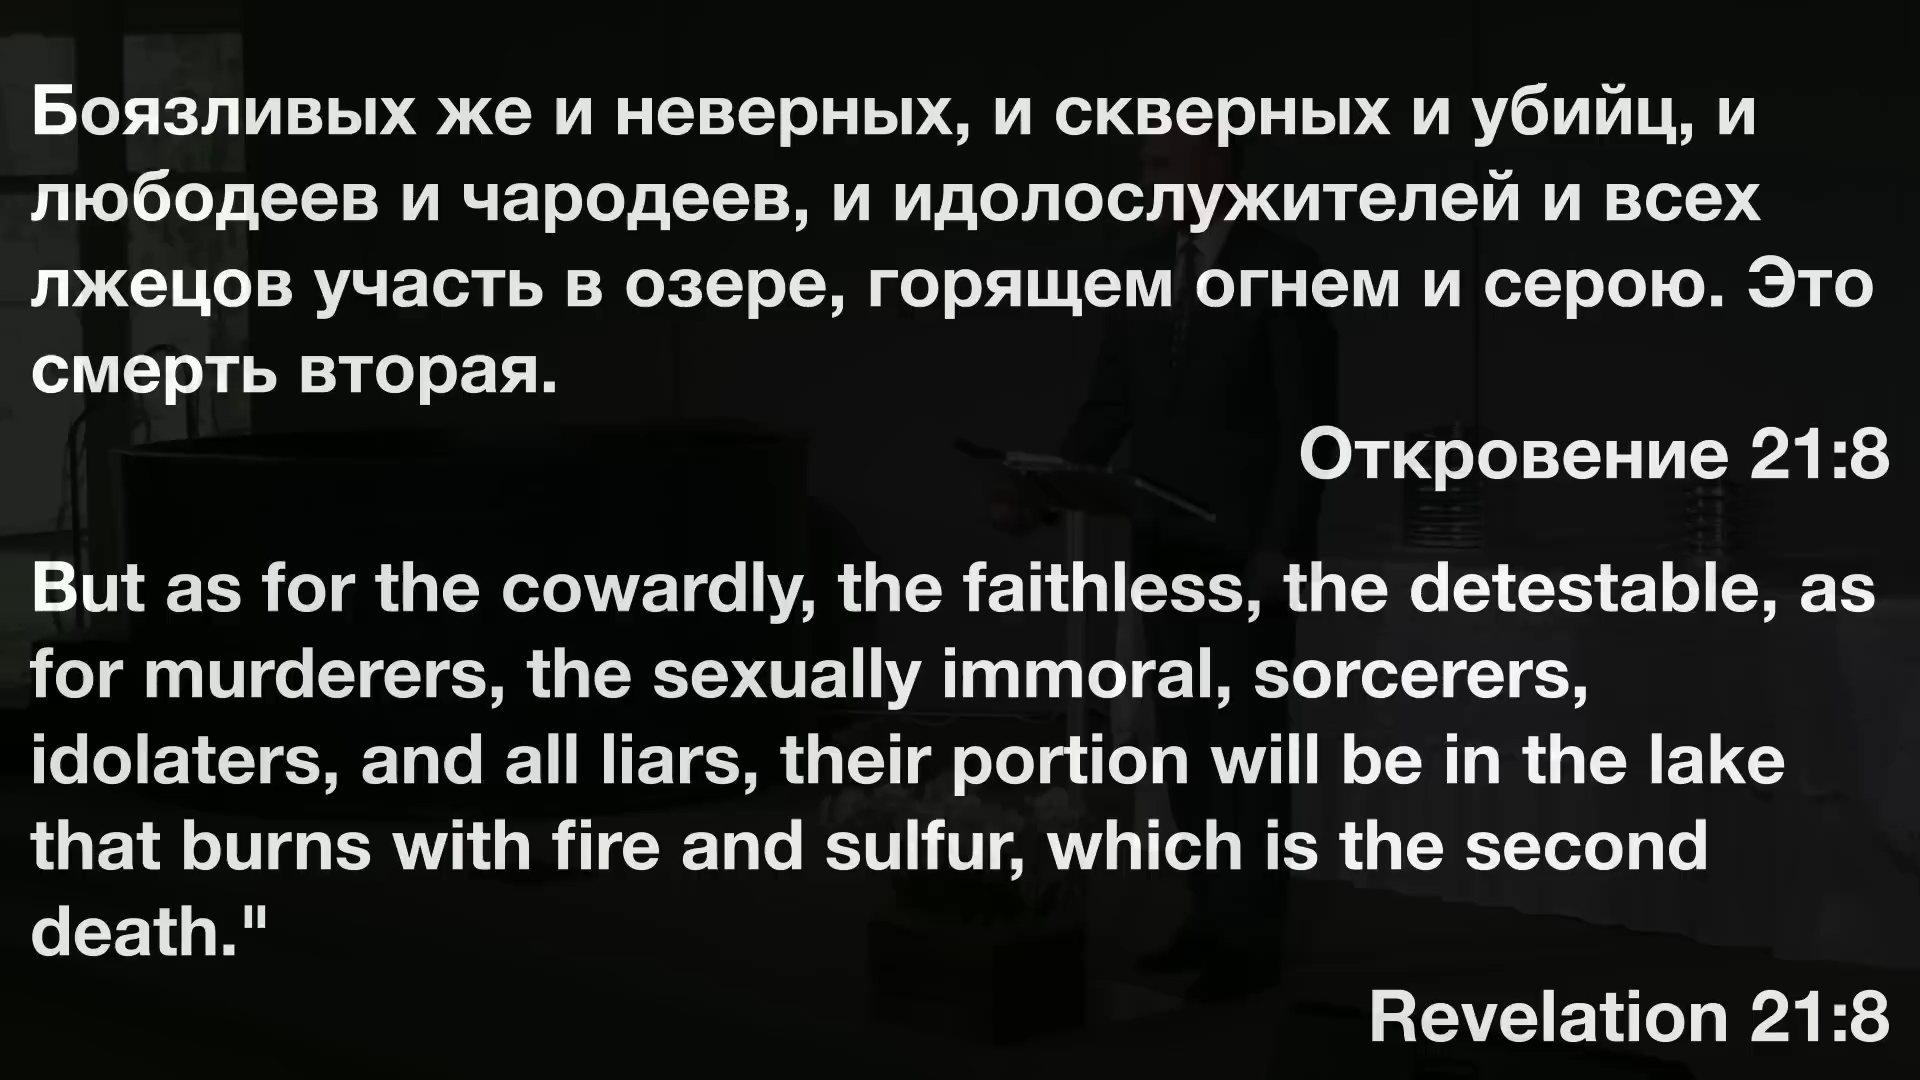 Боязливых же и неверных, и скверных и убийц, и
любодеев и чародеев, и идолослужителей и всех
лжецов участь в озере, горящем огнем и серою. Это
смерть вторая.
Откровение 21:8
But as for the cowardly, the faithless, the detestable, as
for murderers, the sexually immoral, sorcerers,
idolaters, and all liars, their portion will be in the lake
that burns with fire and sulfur, which is the second
death."
Revelation 21:8